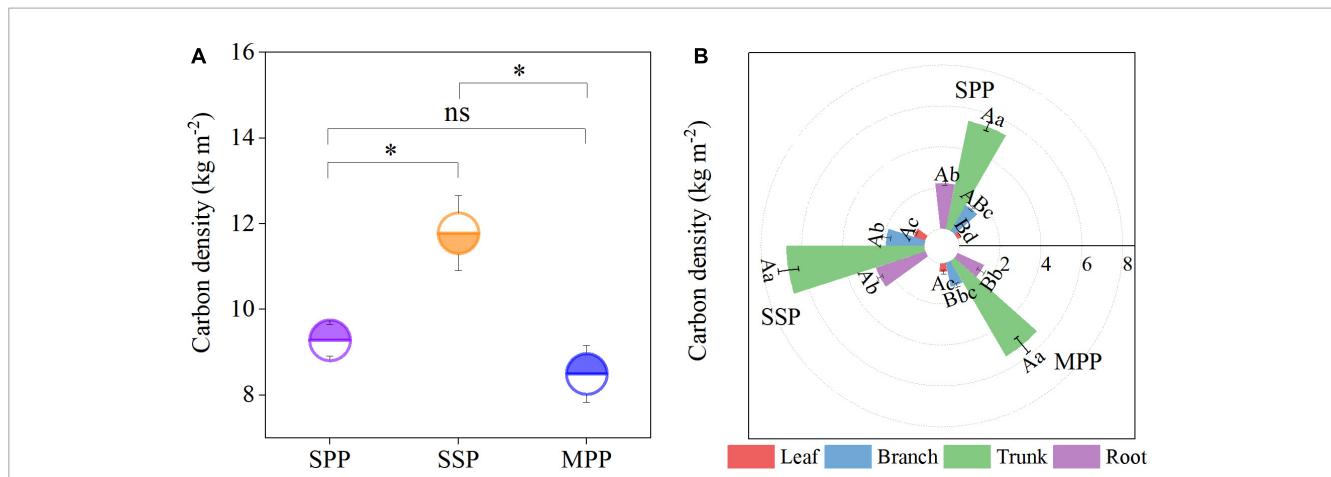 A
B
Carbon density (kg m-2)
16
14
12
10
8
*
ns
*
SPP
SSP
MPP
Carbon density (kg m-2)
SPP
Aa
Ab
ABc
Bd
Ac
Ab
Aa
Ab
SSP
2
4
6
8
Bb
Ac
Bbc
Aa
MPP
Leaf
Branch
Trunk
Root